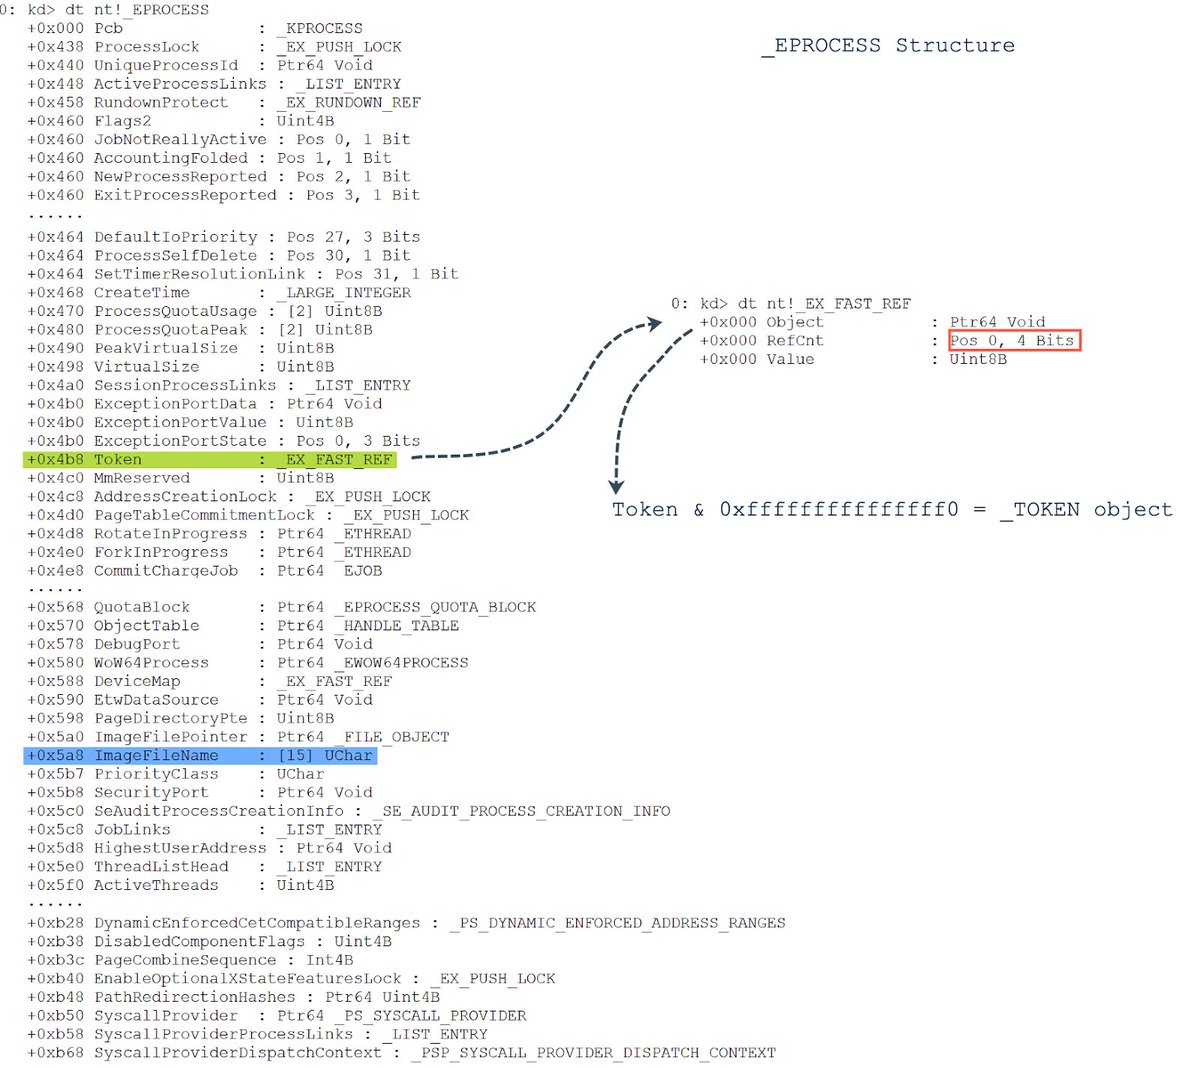 0: kd> dt nt!_EPROCESS
+0x000 Pcb : _KPROCESS
+0x438 ProcessLock : _EX_PUSH_LOCK
+0x440 UniqueProcessId : Ptr64 Void
+0x448 ActiveProcessLinks : _LIST_ENTRY
+0x458 RundownProtect : _EX_RUNDOWN_REF
+0x460 Flags2 : Uint4B
+0x460 JobNotReallyActive : Pos 0, 1 Bit
+0x460 AccountingFolded : Pos 1, 1 Bit
+0x460 NewProcessReported : Pos 2, 1 Bit
+0x460 ExitProcessReported : Pos 3, 1 Bit
......
+0x464 DefaultIoPriority : Pos 27, 3 Bits
+0x464 ProcessSelfDelete : Pos 30, 1 Bit
+0x464 SetTimerResolutionLink : Pos 31, 1 Bit
+0x468 CreateTime : _LARGE_INTEGER
+0x470 ProcessQuotaUsage : [2] Uint8B
+0x480 ProcessQuotaPeak : [2] Uint8B
+0x490 PeakVirtualSize : Uint8B
+0x498 VirtualSize : Uint8B
+0x4a0 SessionProcessLinks : _LIST_ENTRY
+0x4b0 ExceptionPortData : Ptr64 Void
+0x4b0 ExceptionPortValue : Uint8B
+0x4b0 ExceptionPortState : Pos 0, 3 Bits
+0x4b8 Token : _EX_FAST_REF
+0x4c0 MmReserved : Uint8B
+0x4c8 AddressCreationLock : _EX_PUSH_LOCK
+0x4d0 PageTableCommitmentLock : _EX_PUSH_LOCK
+0x4d8 RotateInProgress : Ptr64 _ETHREAD
+0x4e0 ForkInProgress : Ptr64 _ETHREAD
+0x4e8 CommitChargeJob : Ptr64 _EJOB
......
+0x568 QuotaBlock : Ptr64 _EPROCESS_QUOTA_BLOCK
+0x570 ObjectTable : Ptr64 _HANDLE_TABLE
+0x578 DebugPort : Ptr64 Void
+0x580 WoW64Process : Ptr64 _EWOW64PROCESS
+0x588 DeviceMap : _EX_FAST_REF
+0x590 EtwDataSource : Ptr64 Void
+0x598 PageDirectoryPte : Uint8B
+0x5a0 ImageFilePointer : Ptr64 _FILE_OBJECT
+0x5a8 ImageFileName : [15] UChar
+0x5b7 PriorityClass : UChar
+0x5b8 SecurityPort : Ptr64 Void
+0x5c0 SeAuditProcessCreationInfo : _SE_AUDIT_PROCESS_CREATION_INFO
+0x5c8 JobLinks : _LIST_ENTRY
+0x5d8 HighestUserAddress : Ptr64 Void
+0x5e0 ThreadListHead : _LIST_ENTRY
+0x5f0 ActiveThreads : Uint4B
......
+0xb28 DynamicEnforcedCetCompatibleRanges : _PS_DYNAMIC_ENFORCED_ADDRESS_RANGES
+0xb38 DisabledComponentFlags : Uint4B
+0xb3c PageCombineSequence : Int4B
+0xb40 EnableOptionalXStateFeaturesLock : _EX_PUSH_LOCK
+0xb48 PathRedirectionHashes : Ptr64 Uint4B
+0xb50 SyscallProvider : Ptr64 _PS_SYSCALL_PROVIDER
+0xb58 SyscallProviderProcessLinks : _LIST_ENTRY
+0xb68 SyscallProviderDispatchContext : _PSP_SYSCALL_PROVIDER_DISPATCH_CONTEXT
_EPROCESS Structure
0: kd> dt nt!_EX_FAST_REF
+0x000 Object : Ptr64 Void
+0x000 RefCnt : Pos 0, 4 Bits
+0x000 Value : Uint8B
Token & 0xfffffffffffffff0 = _TOKEN object